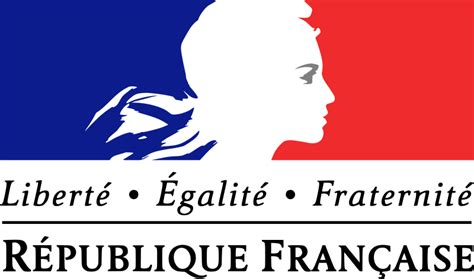 Liberté • Égalité • Fraternité
RÉPUBLIQUE FRANÇAISE